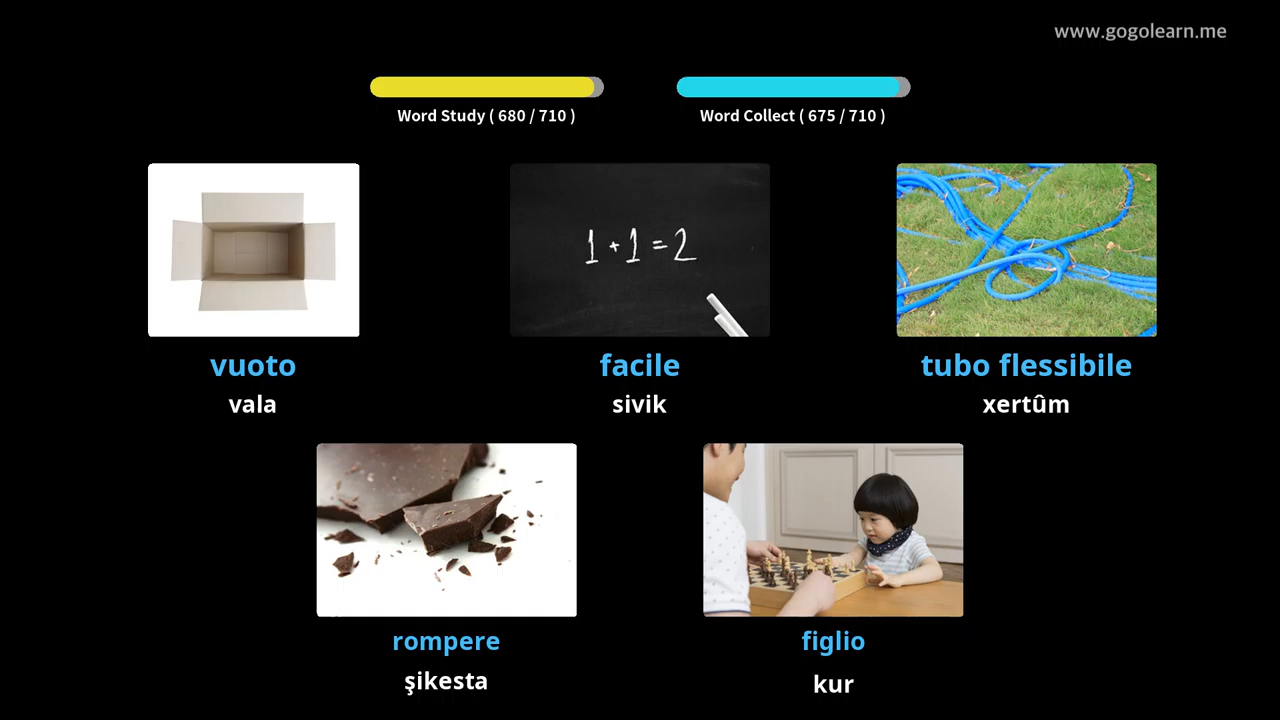 www.gogolearn.me
Word Study ( 680 / 710 )
Word Collect ( 675 / 710 )
1 + 1 = 2
vuoto
facile
tubo flessibile
vala
sivik
xertûm
rompere
figlio
şikesta
kur